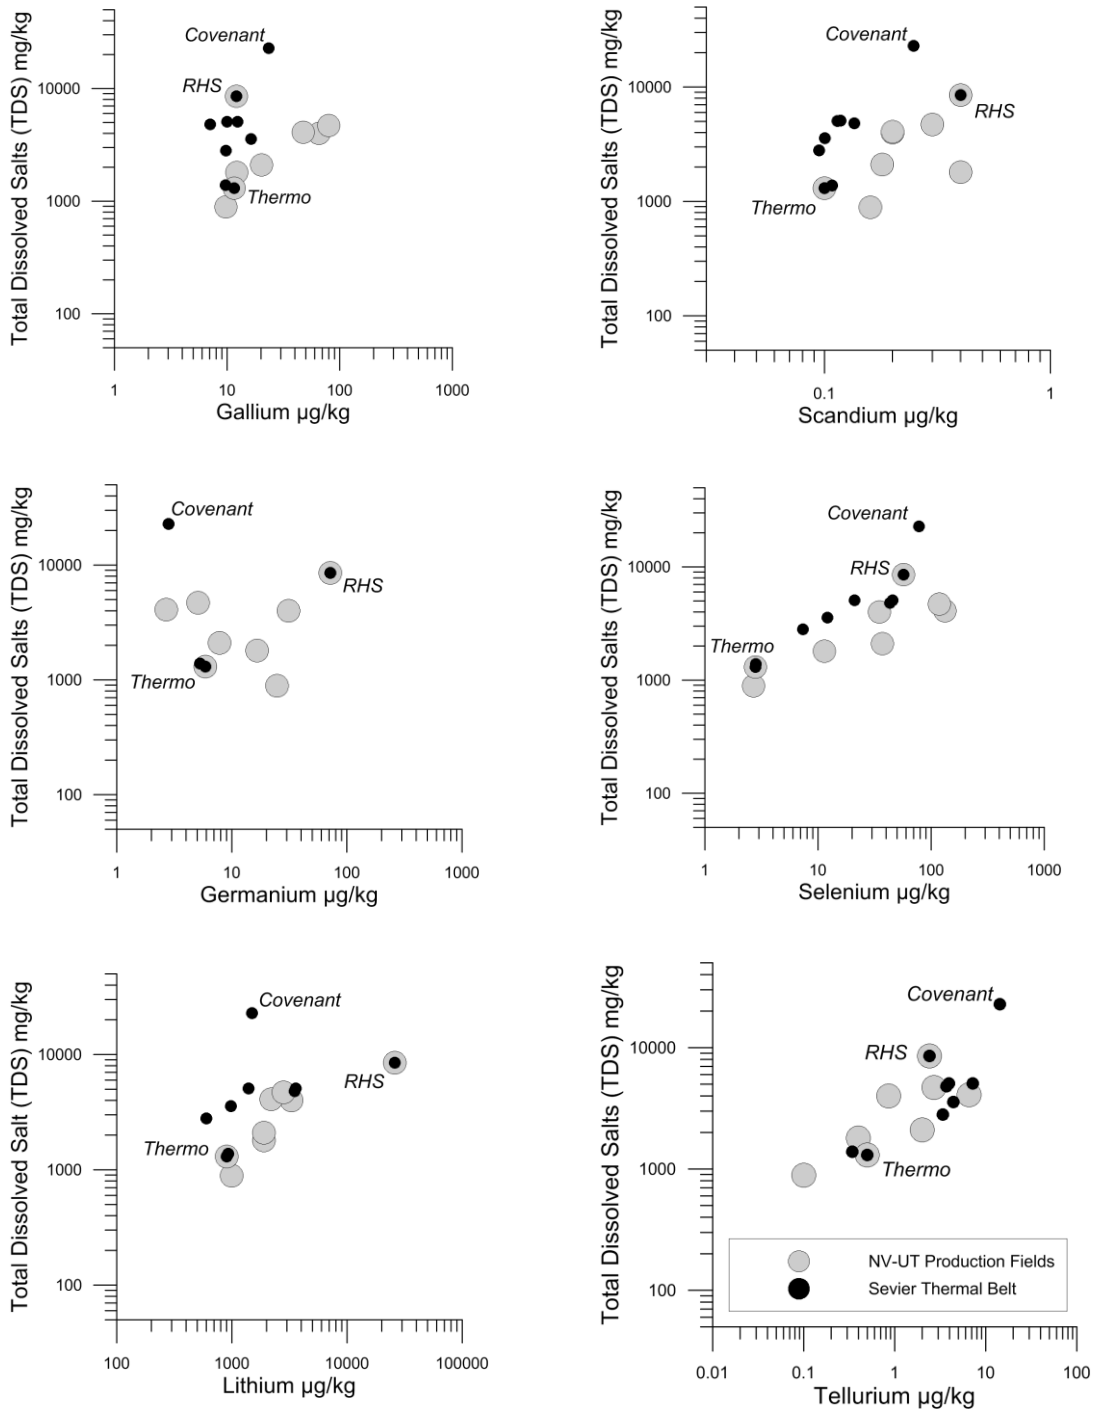 Total Dissolved Salts (TDS) mg/kg
10000
1000
100
Covenant
RHS
Thermo
1
10
100
1000
Gallium µg/kg
Total Dissolved Salts (TDS) mg/kg
10000
1000
100
Covenant
RHS
Thermo
0.1
1
Scandium µg/kg
Total Dissolved Salts (TDS) mg/kg
10000
1000
100
Covenant
RHS
Thermo
1
10
100
1000
Germanium µg/kg
Total Dissolved Salts (TDS) mg/kg
10000
1000
100
Covenant
RHS
Thermo
1
10
100
1000
Selenium µg/kg
Total Dissolved Salt (TDS) mg/kg
10000
1000
100
Covenant
RHS
Thermo
100
1000
10000
100000
Lithium µg/kg
Total Dissolved Salts (TDS) mg/kg
10000
1000
100
Covenant
RHS
Thermo
NV-UT Production Fields
Sevier Thermal Belt
0.01
0.1
1
10
100
Tellurium µg/kg